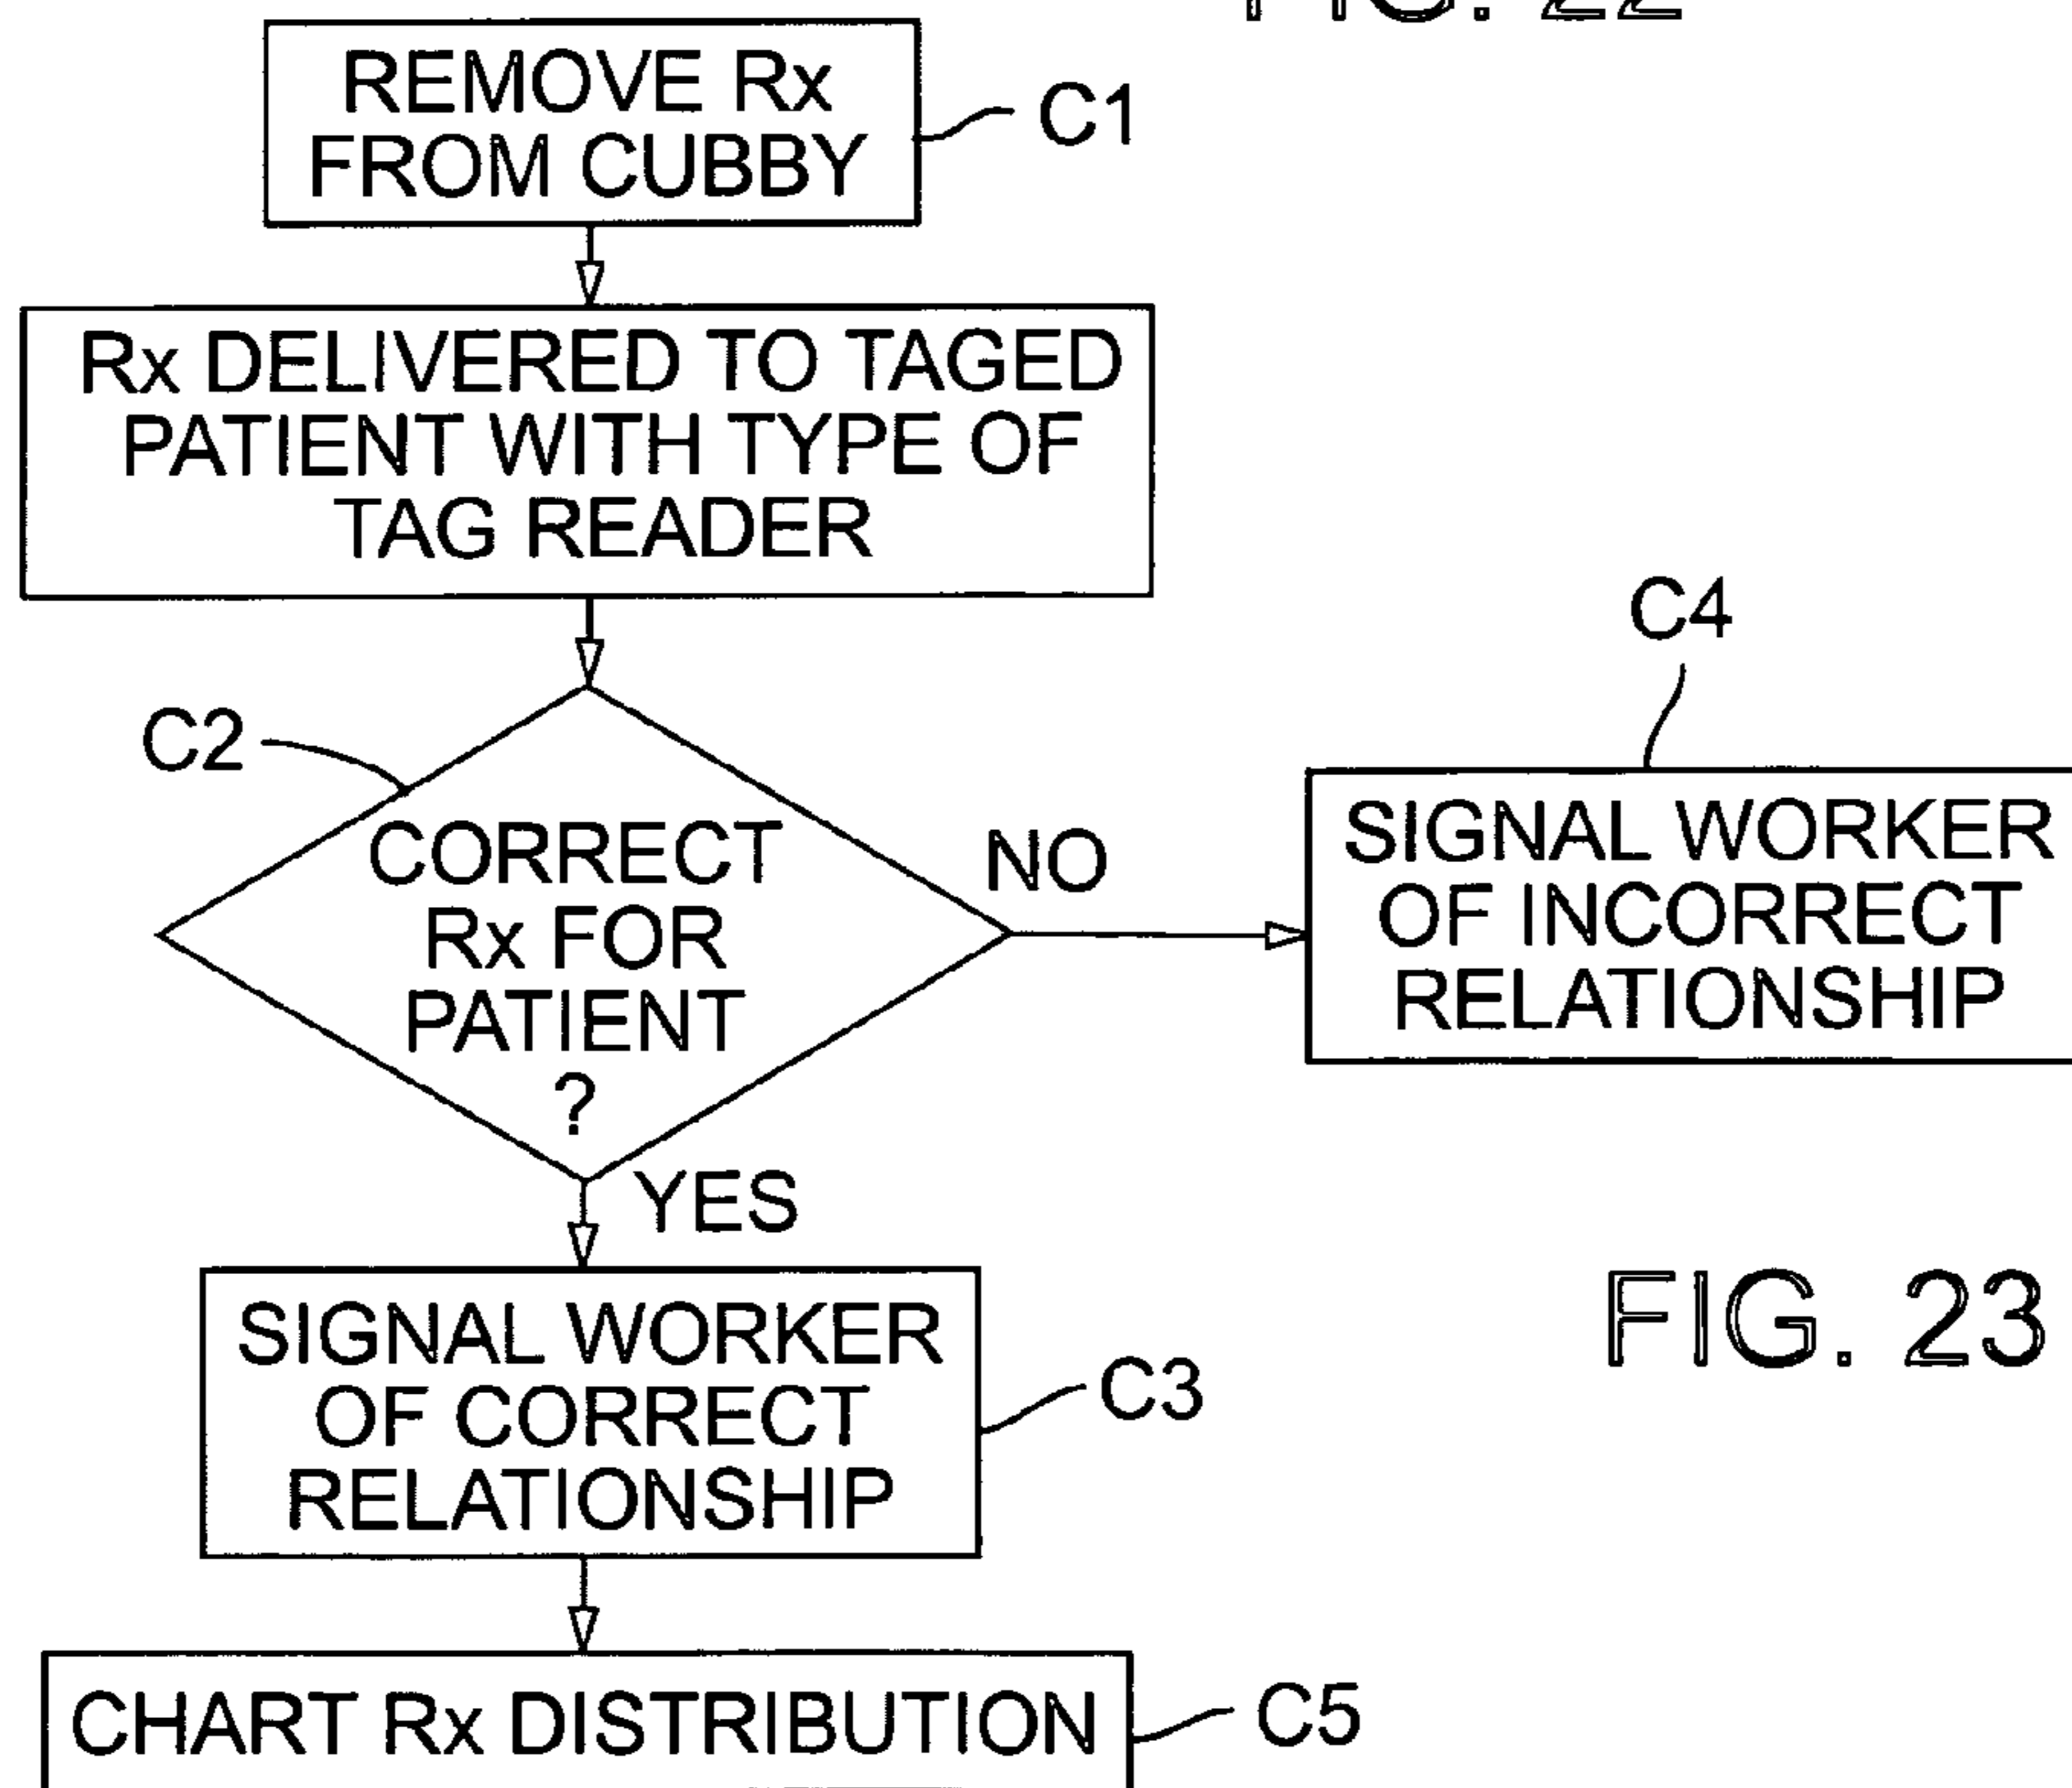 FIG. 22
REMOVE Rx
FROM CUBBY
C1
Rx DELIVERED TO TAGED
PATIENT WITH TYPE OF
TAG READER
C4
C2
CORRECT
Rx FOR
PATIENT
?
NO
SIGNAL WORKER
OF INCORRECT
RELATIONSHIP
YES
FIG. 23
SIGNAL WORKER
OF CORRECT
RELATIONSHIP
C3
CHART Rx DISTRIBUTION
C5